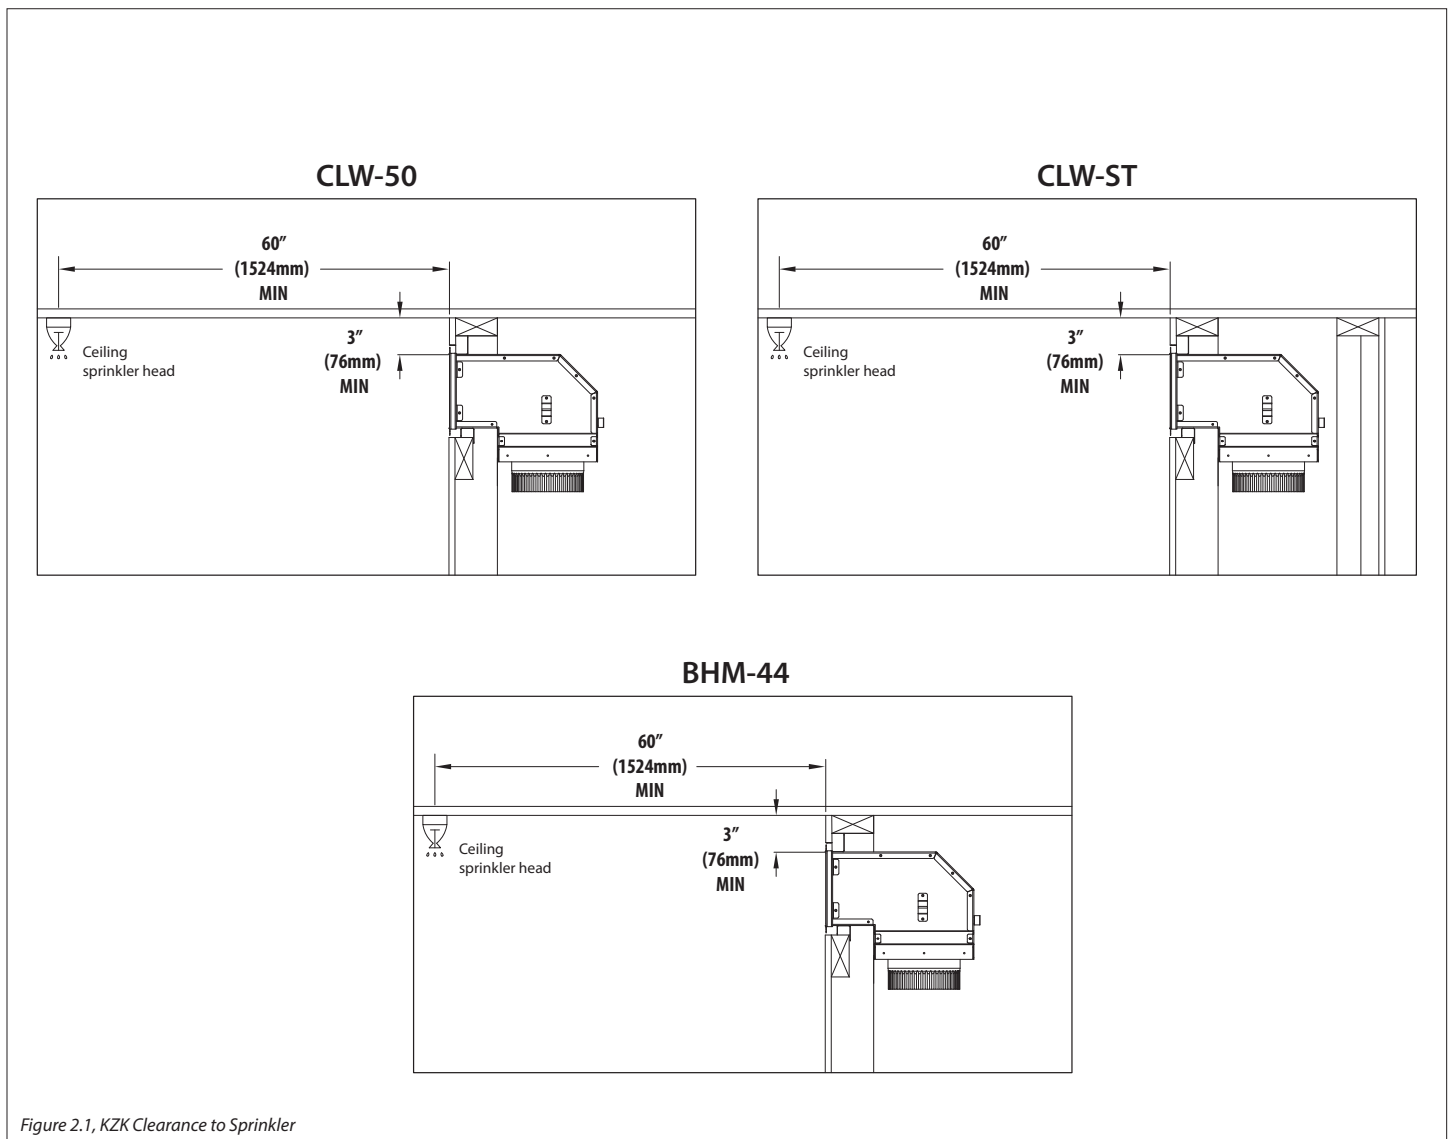 CLW-50
60”
(1524mm)
MIN
3”
(76mm)
MIN
Ceiling
sprinkler head
CLW-ST
60”
(1524mm)
MIN
3”
(76mm)
MIN
Ceiling
sprinkler head
BHM-44
60”
(1524mm)
MIN
3”
(76mm)
MIN
Ceiling
sprinkler head
Figure 2.1, KZK Clearance to Sprinkler